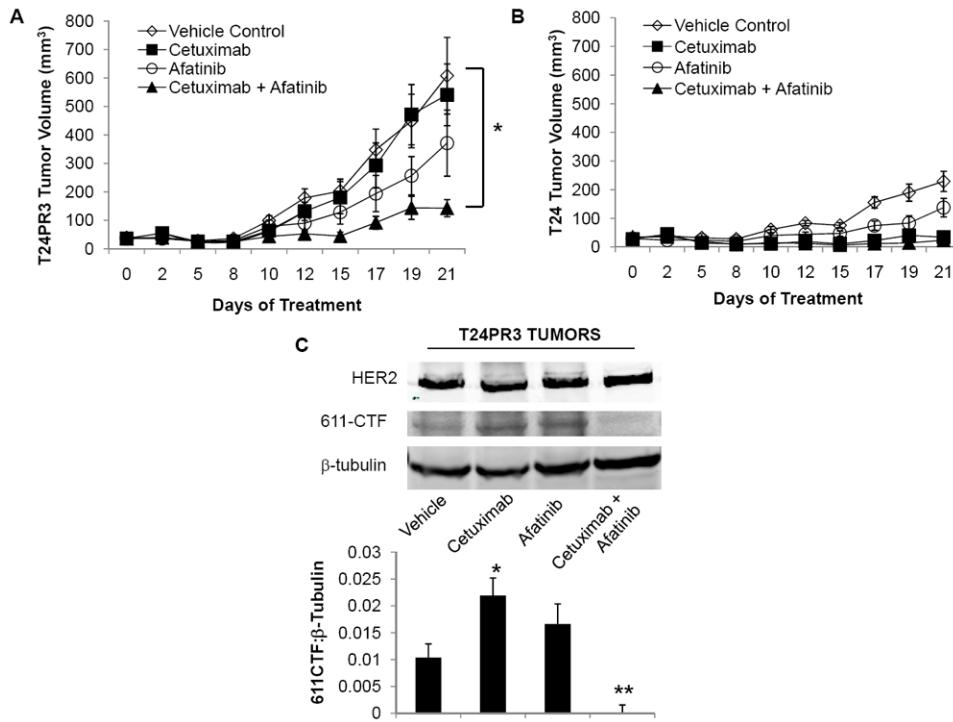 A
800
700
600
500
400
300
200
100
0
T24PR3 Tumor Volume (mm³)
Vehicle Control
Cetuximab
Afatinib
Cetuximab + Afatinib
*
0 2 5 8 10 12 15 17 19 21
Days of Treatment
B
800
700
600
500
400
300
200
100
0
T24 Tumor Volume (mm³)
Vehicle Control
Cetuximab
Afatinib
Cetuximab + Afatinib
0 2 5 8 10 12 15 17 19 21
Days of Treatment
C
T24PR3 TUMORS
HER2
611-CTF
β-tubulin
Vehicle
Cetuximab
Afatinib
Cetuximab +
Afatinib
0.03
0.025
0.02
0.015
0.01
0.005
0
611CTF:β-Tubulin
*
**